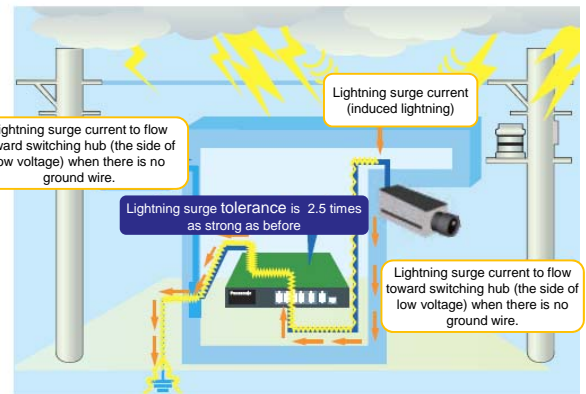 Lightning surge current
(induced lightning)
ightning surge current to flow
oward switching hub (the side of
ow voltage) when there is no
ground wire.
Lightning surge tolerance is 2.5 times
as strong as before
Panasonic
Lightning surge current to flow
toward switching hub (the side of
low voltage) when there is no
ground wire.